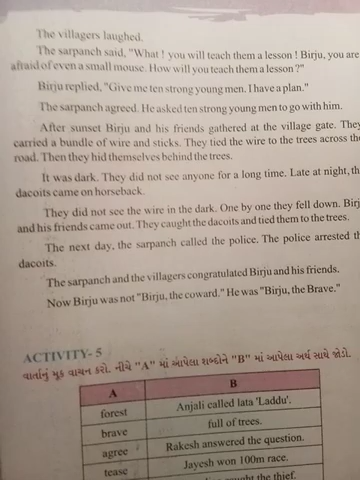 The villagers laughed.
The sarpanch said, "What ! you will teach them a lesson ! Birju, you are
aftaid of even a small mouse. How will you teach them a lesson ?"
Birju replied, "Give me ten strong young men. I have a plan."
The sarpanch agreed. He asked ten strong young men to go with him.
After sunset Birju and his friends gathered at the village gate. They
carried a bundle of wire and sticks. They tied the wire to the trees across the
road. Then they hid themselves behind the trees.
It was dark. They did not see anyone for a long time. Late at night, th
dacoits came on horseback.
They did not see the wire in the dark. One by one they fell down. Birj
and his friends came out. They caught the dacoits and tied them to the trees.
The next day, the sarpanch called the police. The police arrested th
dacoits.
The sarpanch and the villagers congratulated Birju and his friends.
Now Birju was not "Birju, the coward." He was "Birju, the Brave."
ACTIVITY- 5
વાર્તાનું મૂક વાચન કરો. નીચે "A" માં આપેલા શબ્દોને "B" માં આપેલા અર્થ સાથે જોડો.
A B
forest Anjali called lata 'Laddu'.
brave full of trees.
agree Rakesh answered the question.
tease Jayesh won 100m race.
caught the thief.